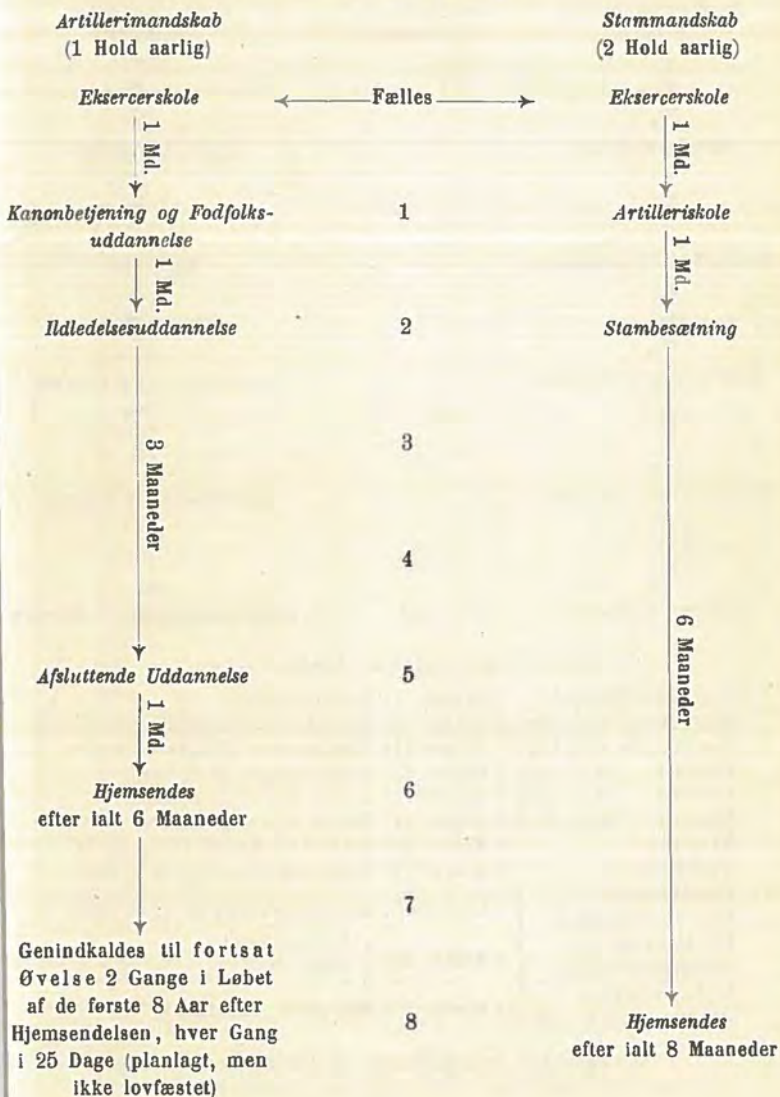 Artillerimandskab
(1 Hold aarlig)
Stammandskab
(2 Hold aarlig)
Eksercerskole
Fælles
Eksercerskole
1 Md.
1 Md.
Kanonbetjening og Fodfolks-
uddannelse
1
Artilleriskole
1 Md.
1 Md.
Ildledelsesuddannelse
2
Stambesætning
3 Maaneder
3
4
6 Maaneder
Afsluttende Uddannelse
5
1 Md.
Hjemsendes
efter ialt 6 Maaneder
6
7
Genindkaldes til fortsat
Øvelse 2 Gange i Løbet
af de første 8 Aar efter
Hjemsendelsen, hver Gang
i 25 Dage (planlagt, men
ikke lovfæstet)
8
Hjemsendes
efter ialt 8 Maaneder